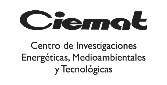 Ciemat
Centro de Investigaciones
Energéticas, Medioambientales
y Tecnológicas